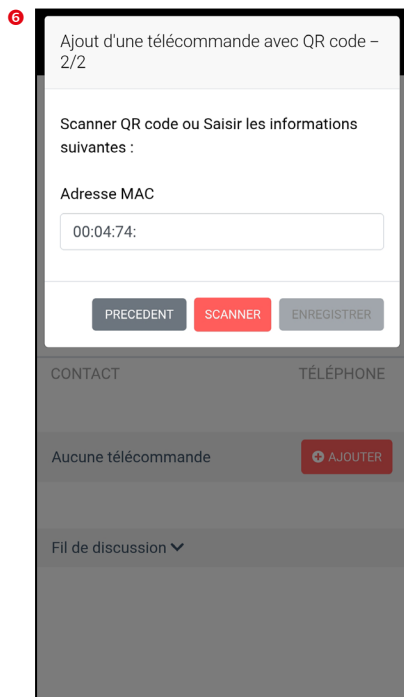 6
Ajout d'une télécommande avec QR code –
2/2
Scanner QR code ou Saisir les informations
suivantes :
Adresse MAC
00:04:74:
PRECEDENT SCANNER ENREGISTRER
CONTACT TÉLÉPHONE
Aucune télécommande AJOUTER
Fil de discussion